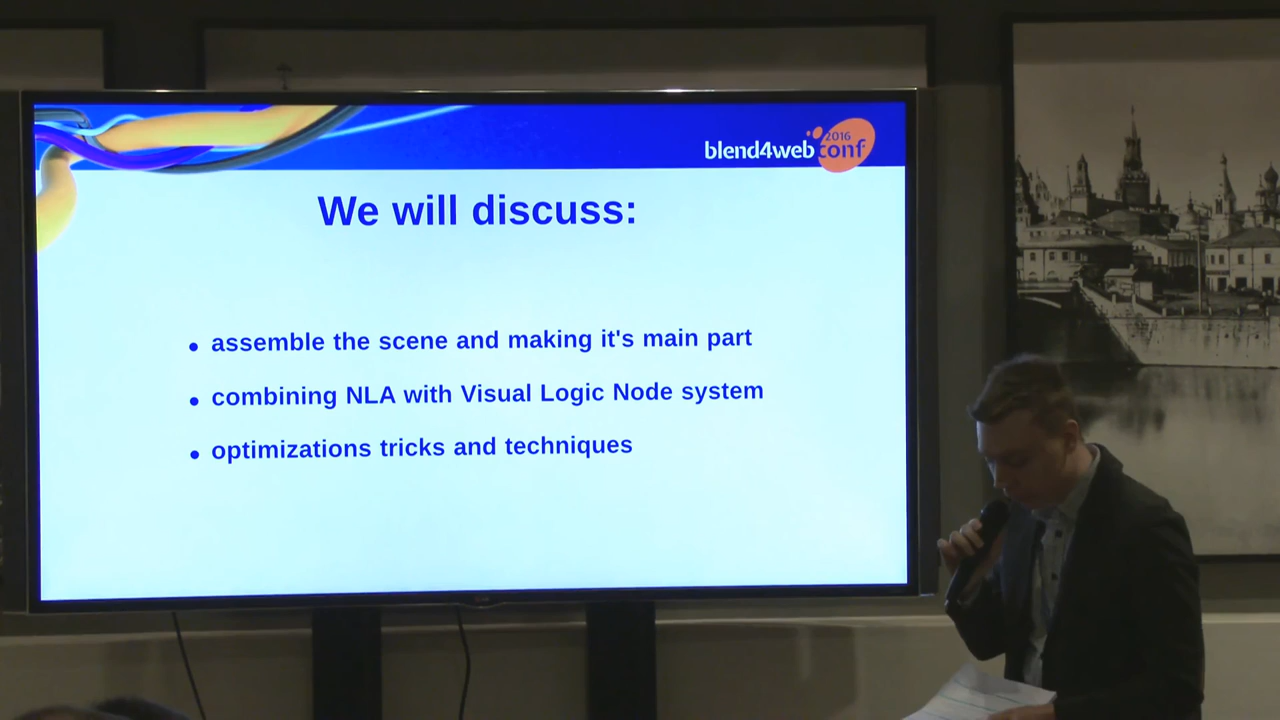 2016
blend4web conf
We will discuss:
• assemble the scene and making it's main part
• combining NLA with Visual Logic Node system
• optimizations tricks and techniques